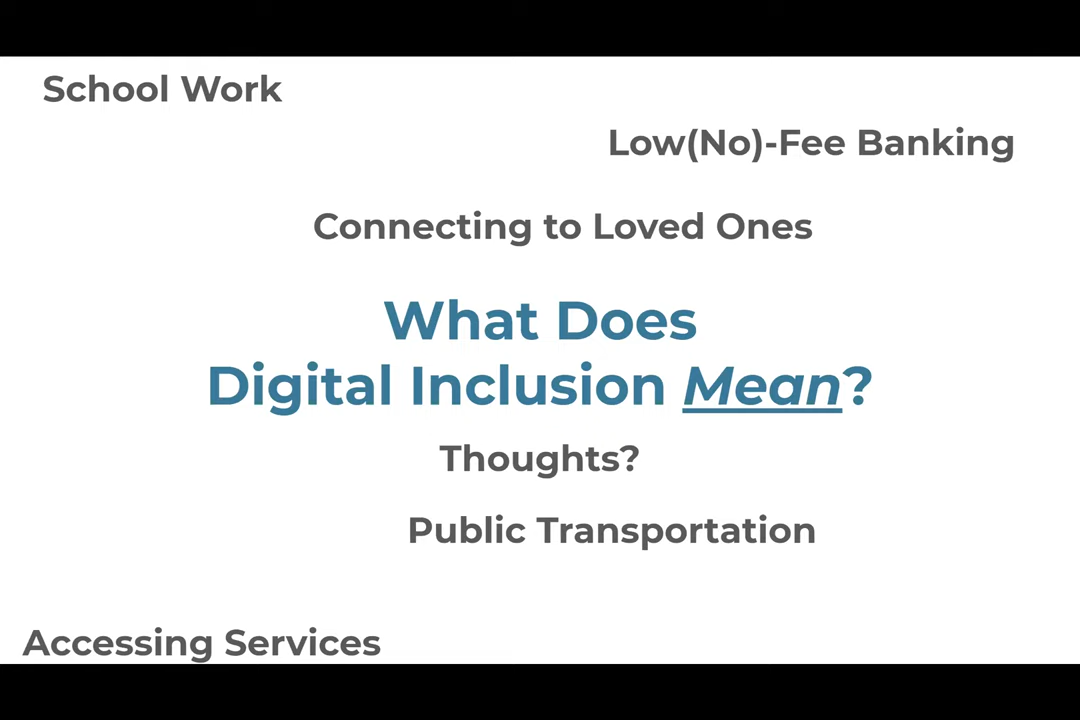 School Work
Low(No)-Fee Banking
Connecting to Loved Ones
What Does
Digital Inclusion Mean?
Thoughts?
Public Transportation
Accessing Services